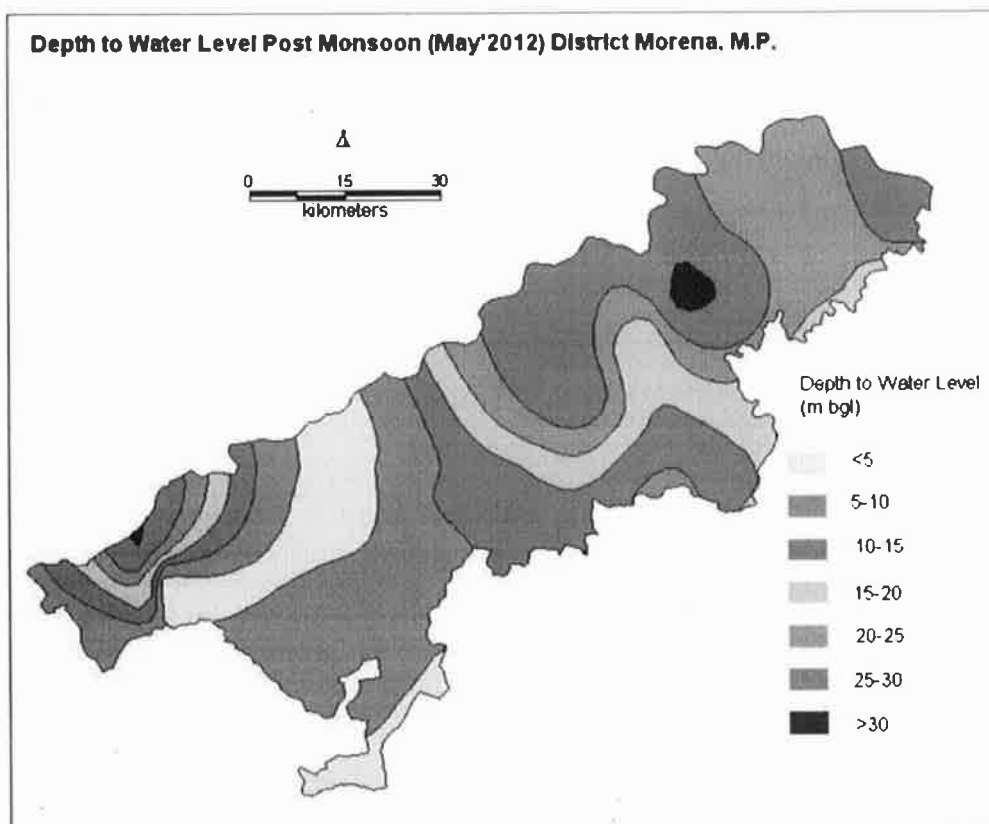 Depth to Water Level Post Monsoon (May'2012) District Morena, M.P.
0 15 30
kilometers
Depth to Water Level
(m bgl)
<5
5-10
10-15
15-20
20-25
25-30
>30